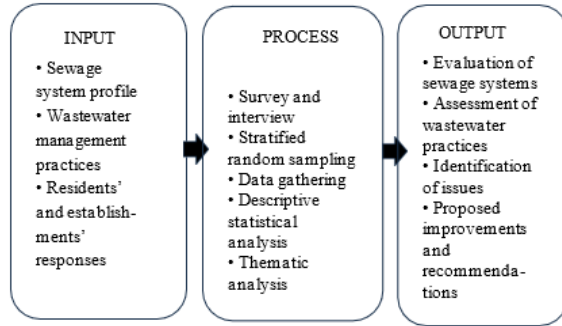 INPUT
• Sewage
system profile
• Wastewater
management
practices
• Residents'
and establish-
ments'
responses
PROCESS
• Survey and
interview
• Stratified
random sampling
• Data gathering
• Descriptive
statistical
analysis
• Thematic
analysis
OUTPUT
• Evaluation of
sewage systems
• Assessment of
wastewater
practices
• Identification
of issues
• Proposed
improvements
and
recommenda-
tions